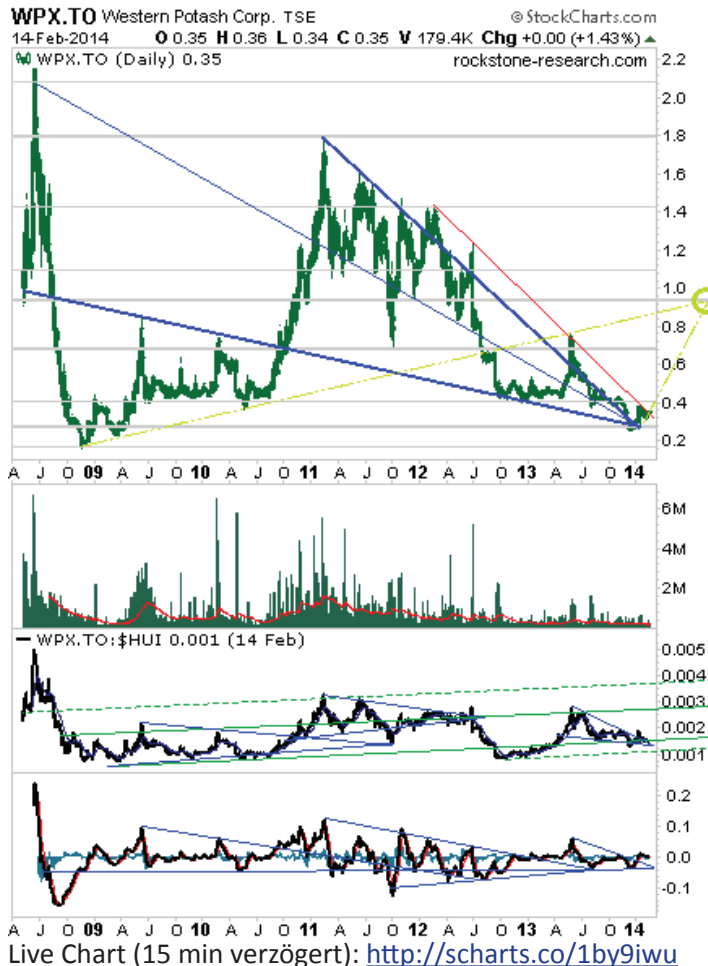 WPX.TO Western Potash Corp. TSE © StockCharts.com
14-Feb-2014 O 0.35 H 0.36 L 0.34 C 0.35 V 179.4K Chg +0.00 (+1.43%)
WPX.TO (Daily) 0.35 rockstone-research.com
2.2
2.0
1.8
1.6
1.4
1.2
1.0
0.8
0.6
0.4
0.2
A J O 09 A J O 10 A J O 11 A J O 12 A J O 13 A J O 14
6M
4M
2M
WPX.TO:$HUI 0.001 (14 Feb)
0.005
0.004
0.003
0.002
0.001
0.2
0.1
0.0
-0.1
A J O 09 A J O 10 A J O 11 A J O 12 A J O 13 A J O 14
Live Chart (15 min verzögert): http://scharts.co/1by9iwu